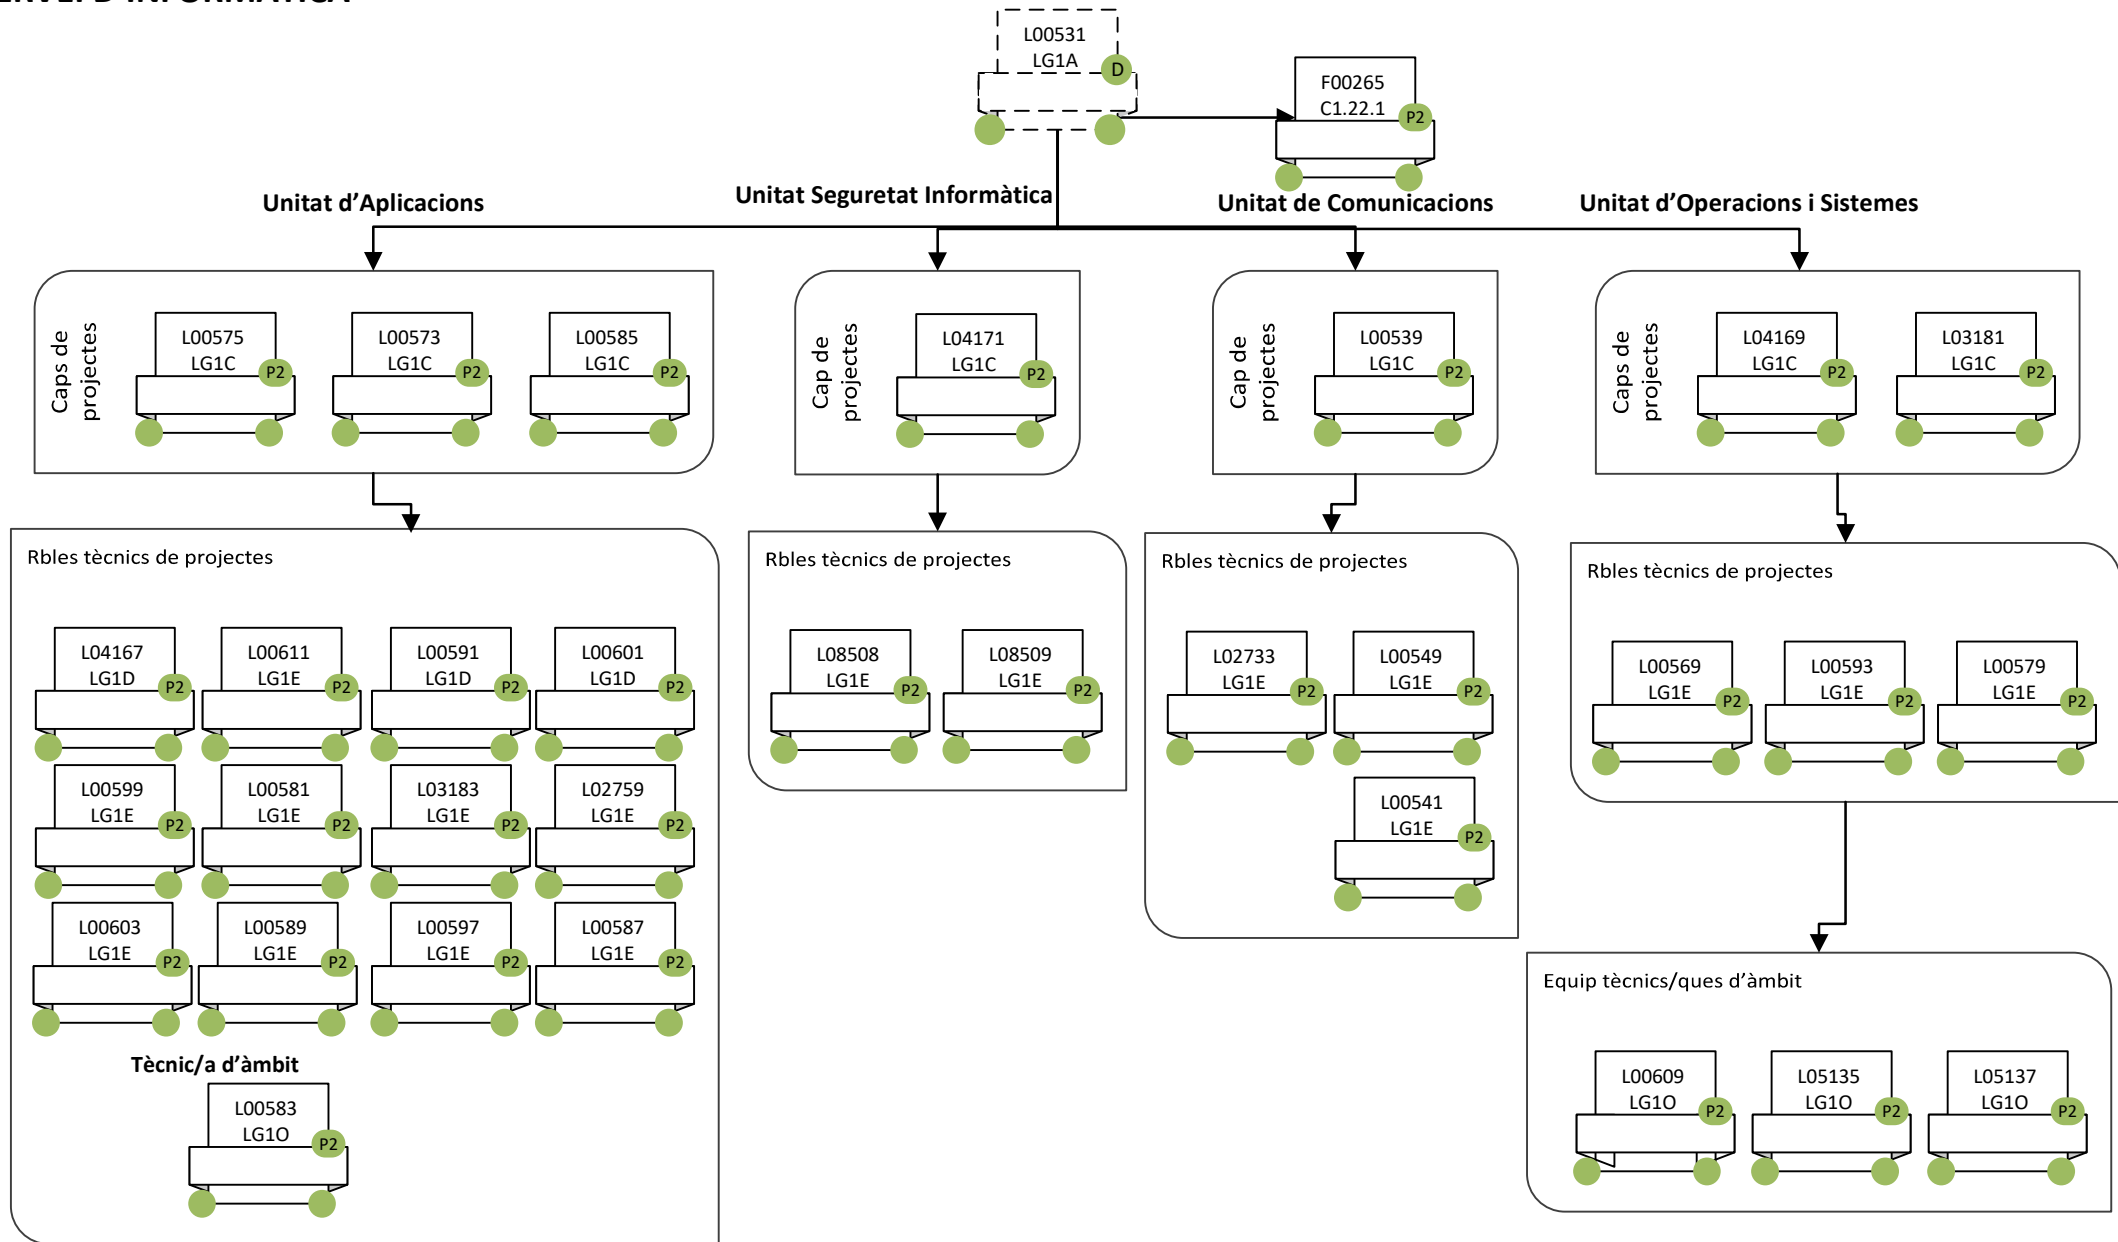 L00531
LG1A
D
F00265
C1.22.1
P2
Unitat d'Aplicacions
Unitat Seguretat Informàtica
Unitat de Comunicacions
Unitat d'Operacions i Sistemes
Caps de
projectes
L00575
LG1C
P2
L00573
LG1C
P2
L00585
LG1C
P2
Cap de
projectes
L04171
LG1C
P2
Cap de
projectes
L00539
LG1C
P2
Caps de
projectes
L04169
LG1C
P2
L03181
LG1C
P2
Rbles tècnics de projectes
L04167
LG1D
P2
L00611
LG1E
P2
L00591
LG1D
P2
L00601
LG1D
P2
L00599
LG1E
P2
L00581
LG1E
P2
L03183
LG1E
P2
L02759
LG1E
P2
L00603
LG1E
P2
L00589
LG1E
P2
L00597
LG1E
P2
L00587
LG1E
P2
Tècnic/a d'àmbit
L00583
LG1O
P2
Rbles tècnics de projectes
L08508
LG1E
P2
L08509
LG1E
P2
Rbles tècnics de projectes
L02733
LG1E
P2
L00549
LG1E
P2
L00541
LG1E
P2
Rbles tècnics de projectes
L00569
LG1E
P2
L00593
LG1E
P2
L00579
LG1E
P2
Equip tècnics/ques d'àmbit
L00609
LG1O
P2
L05135
LG1O
P2
L05137
LG1O
P2